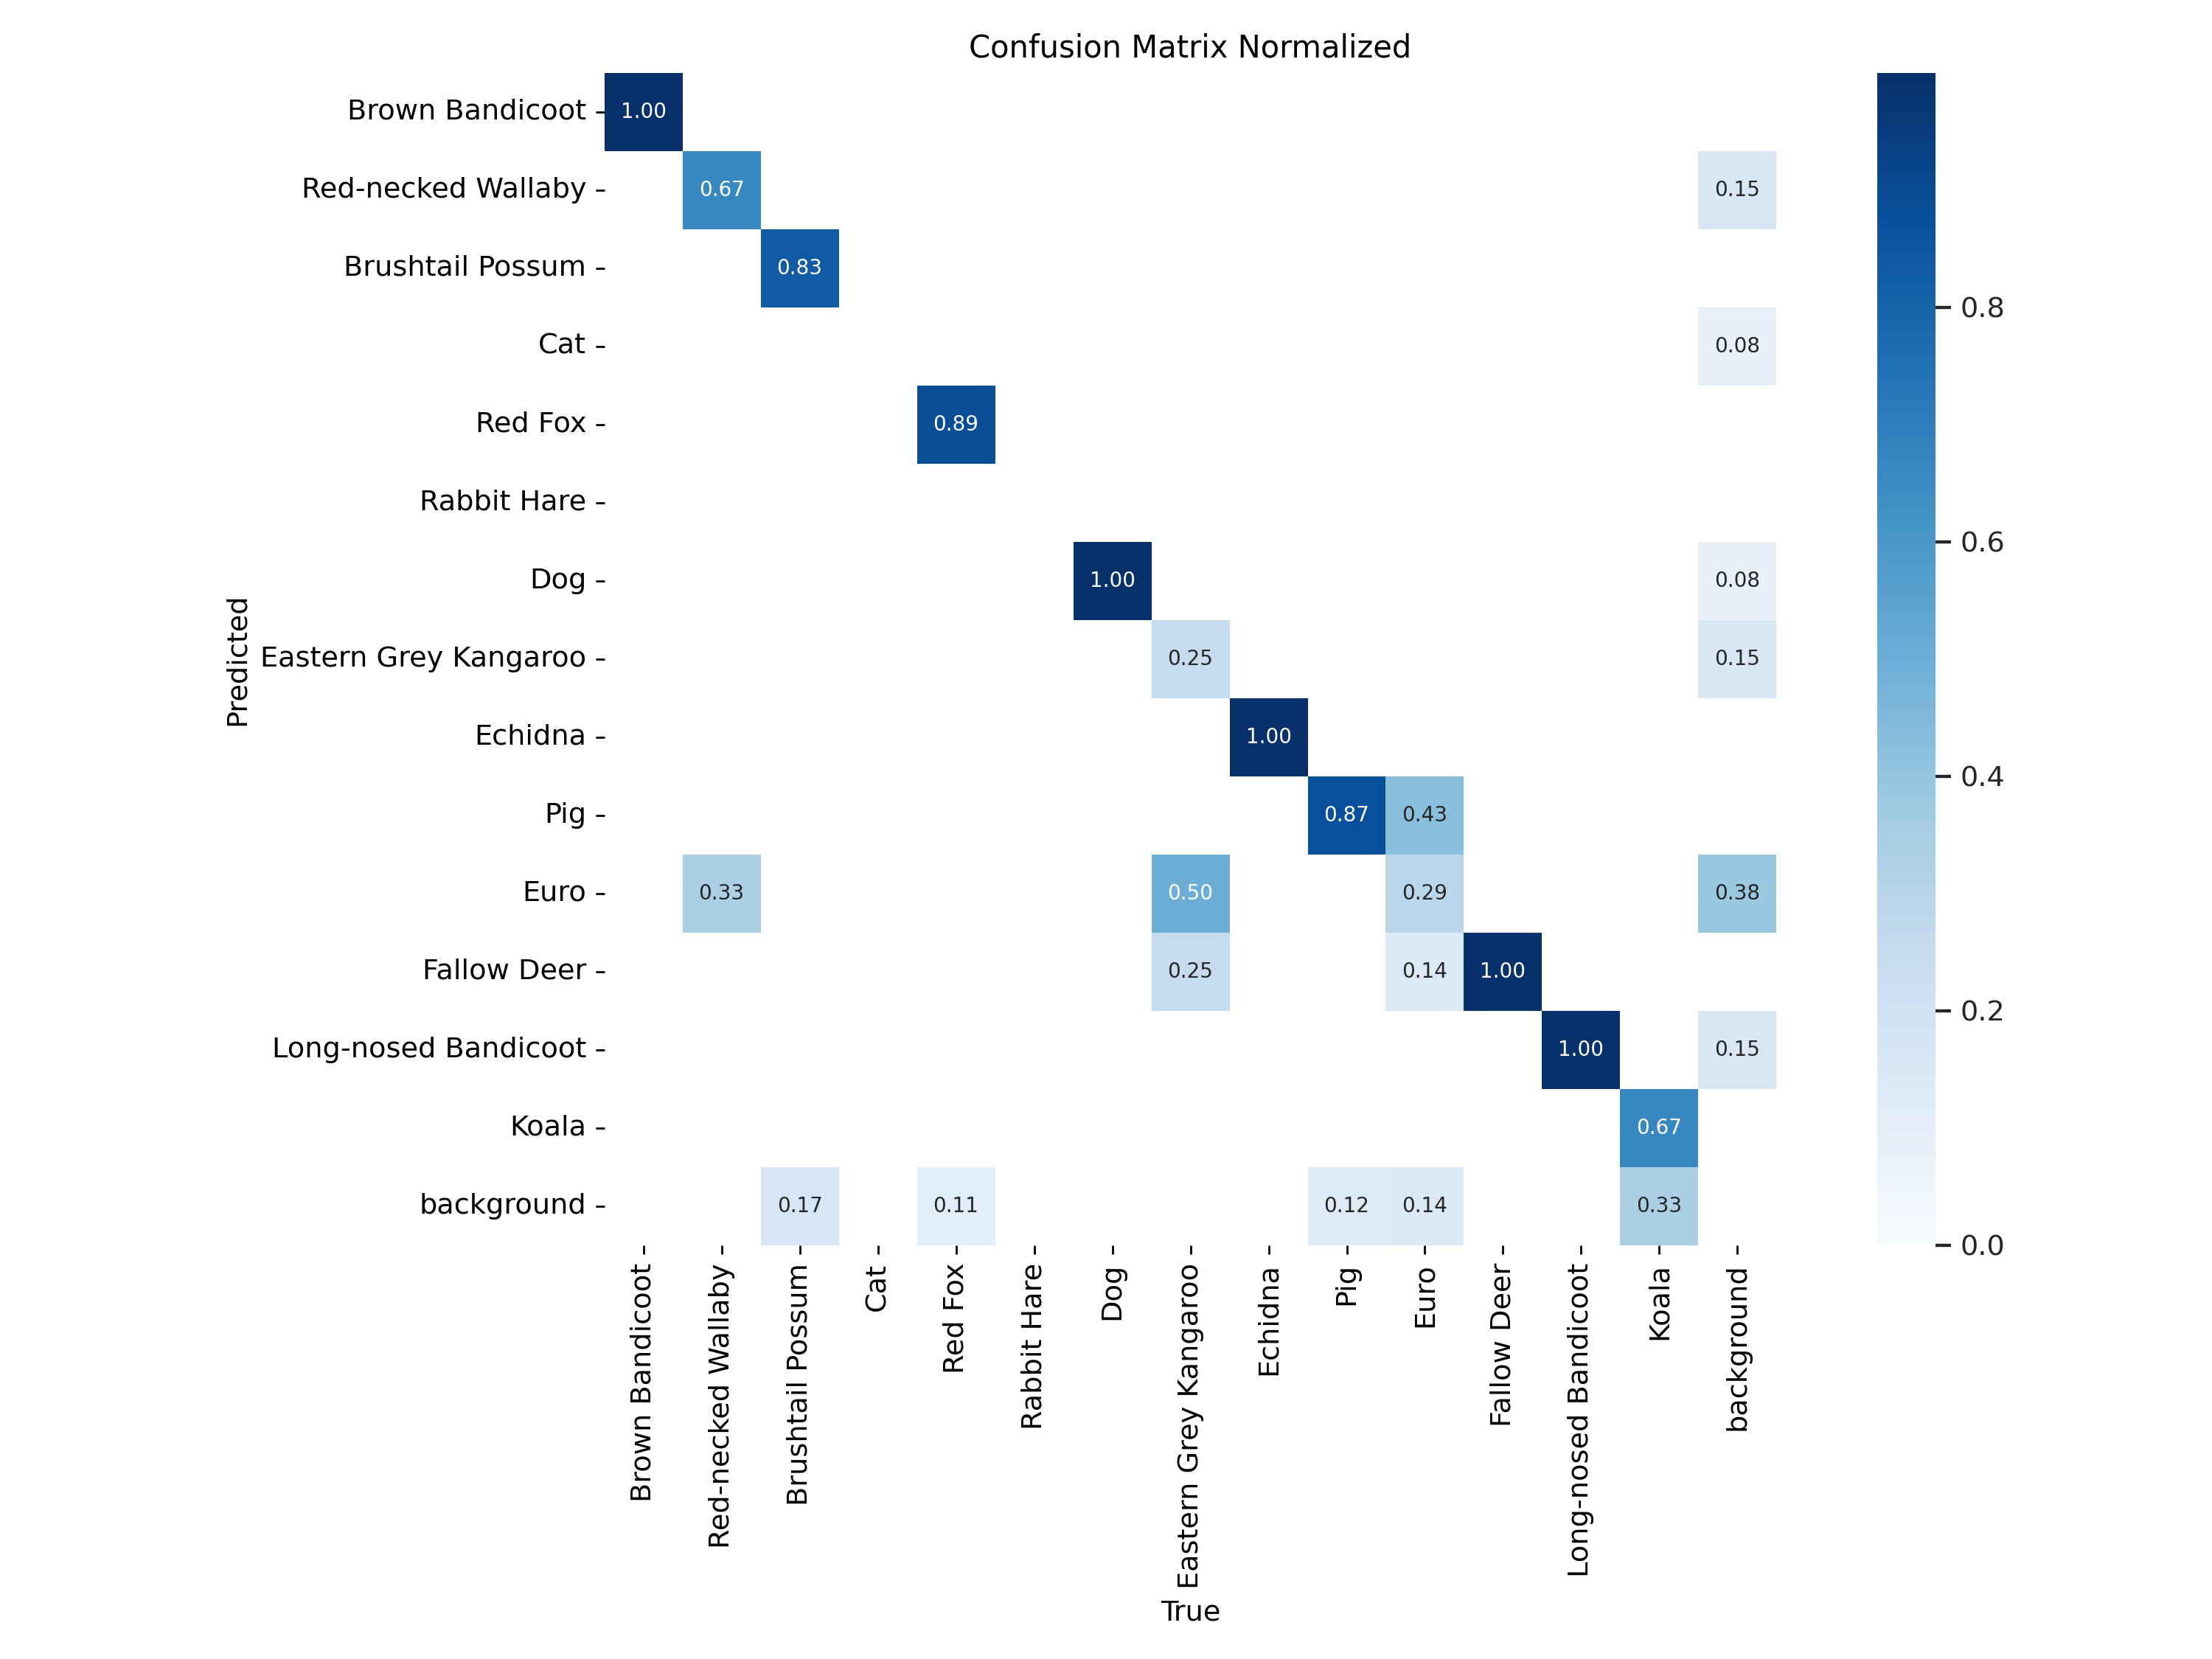 Confusion Matrix Normalized
Brown Bandicoot 1.00
Red-necked Wallaby 0.67 0.15
Brushtail Possum 0.83
Cat 0.08
Red Fox 0.89
Rabbit Hare
Dog 1.00 0.08
Eastern Grey Kangaroo 0.25 0.15
Echidna 1.00
Pig 0.87 0.43
Euro 0.33 0.50 0.29 0.38
Fallow Deer 0.25 0.14 1.00
Long-nosed Bandicoot 1.00 0.15
Koala 0.67
background 0.17 0.11 0.12 0.14 0.33
Predicted
Brown Bandicoot
Red-necked Wallaby
Brushtail Possum
Cat
Red Fox
Rabbit Hare
Dog
Eastern Grey Kangaroo
Echidna
Pig
Euro
Fallow Deer
Long-nosed Bandicoot
Koala
background
True
0.8
0.6
0.4
0.2
0.0